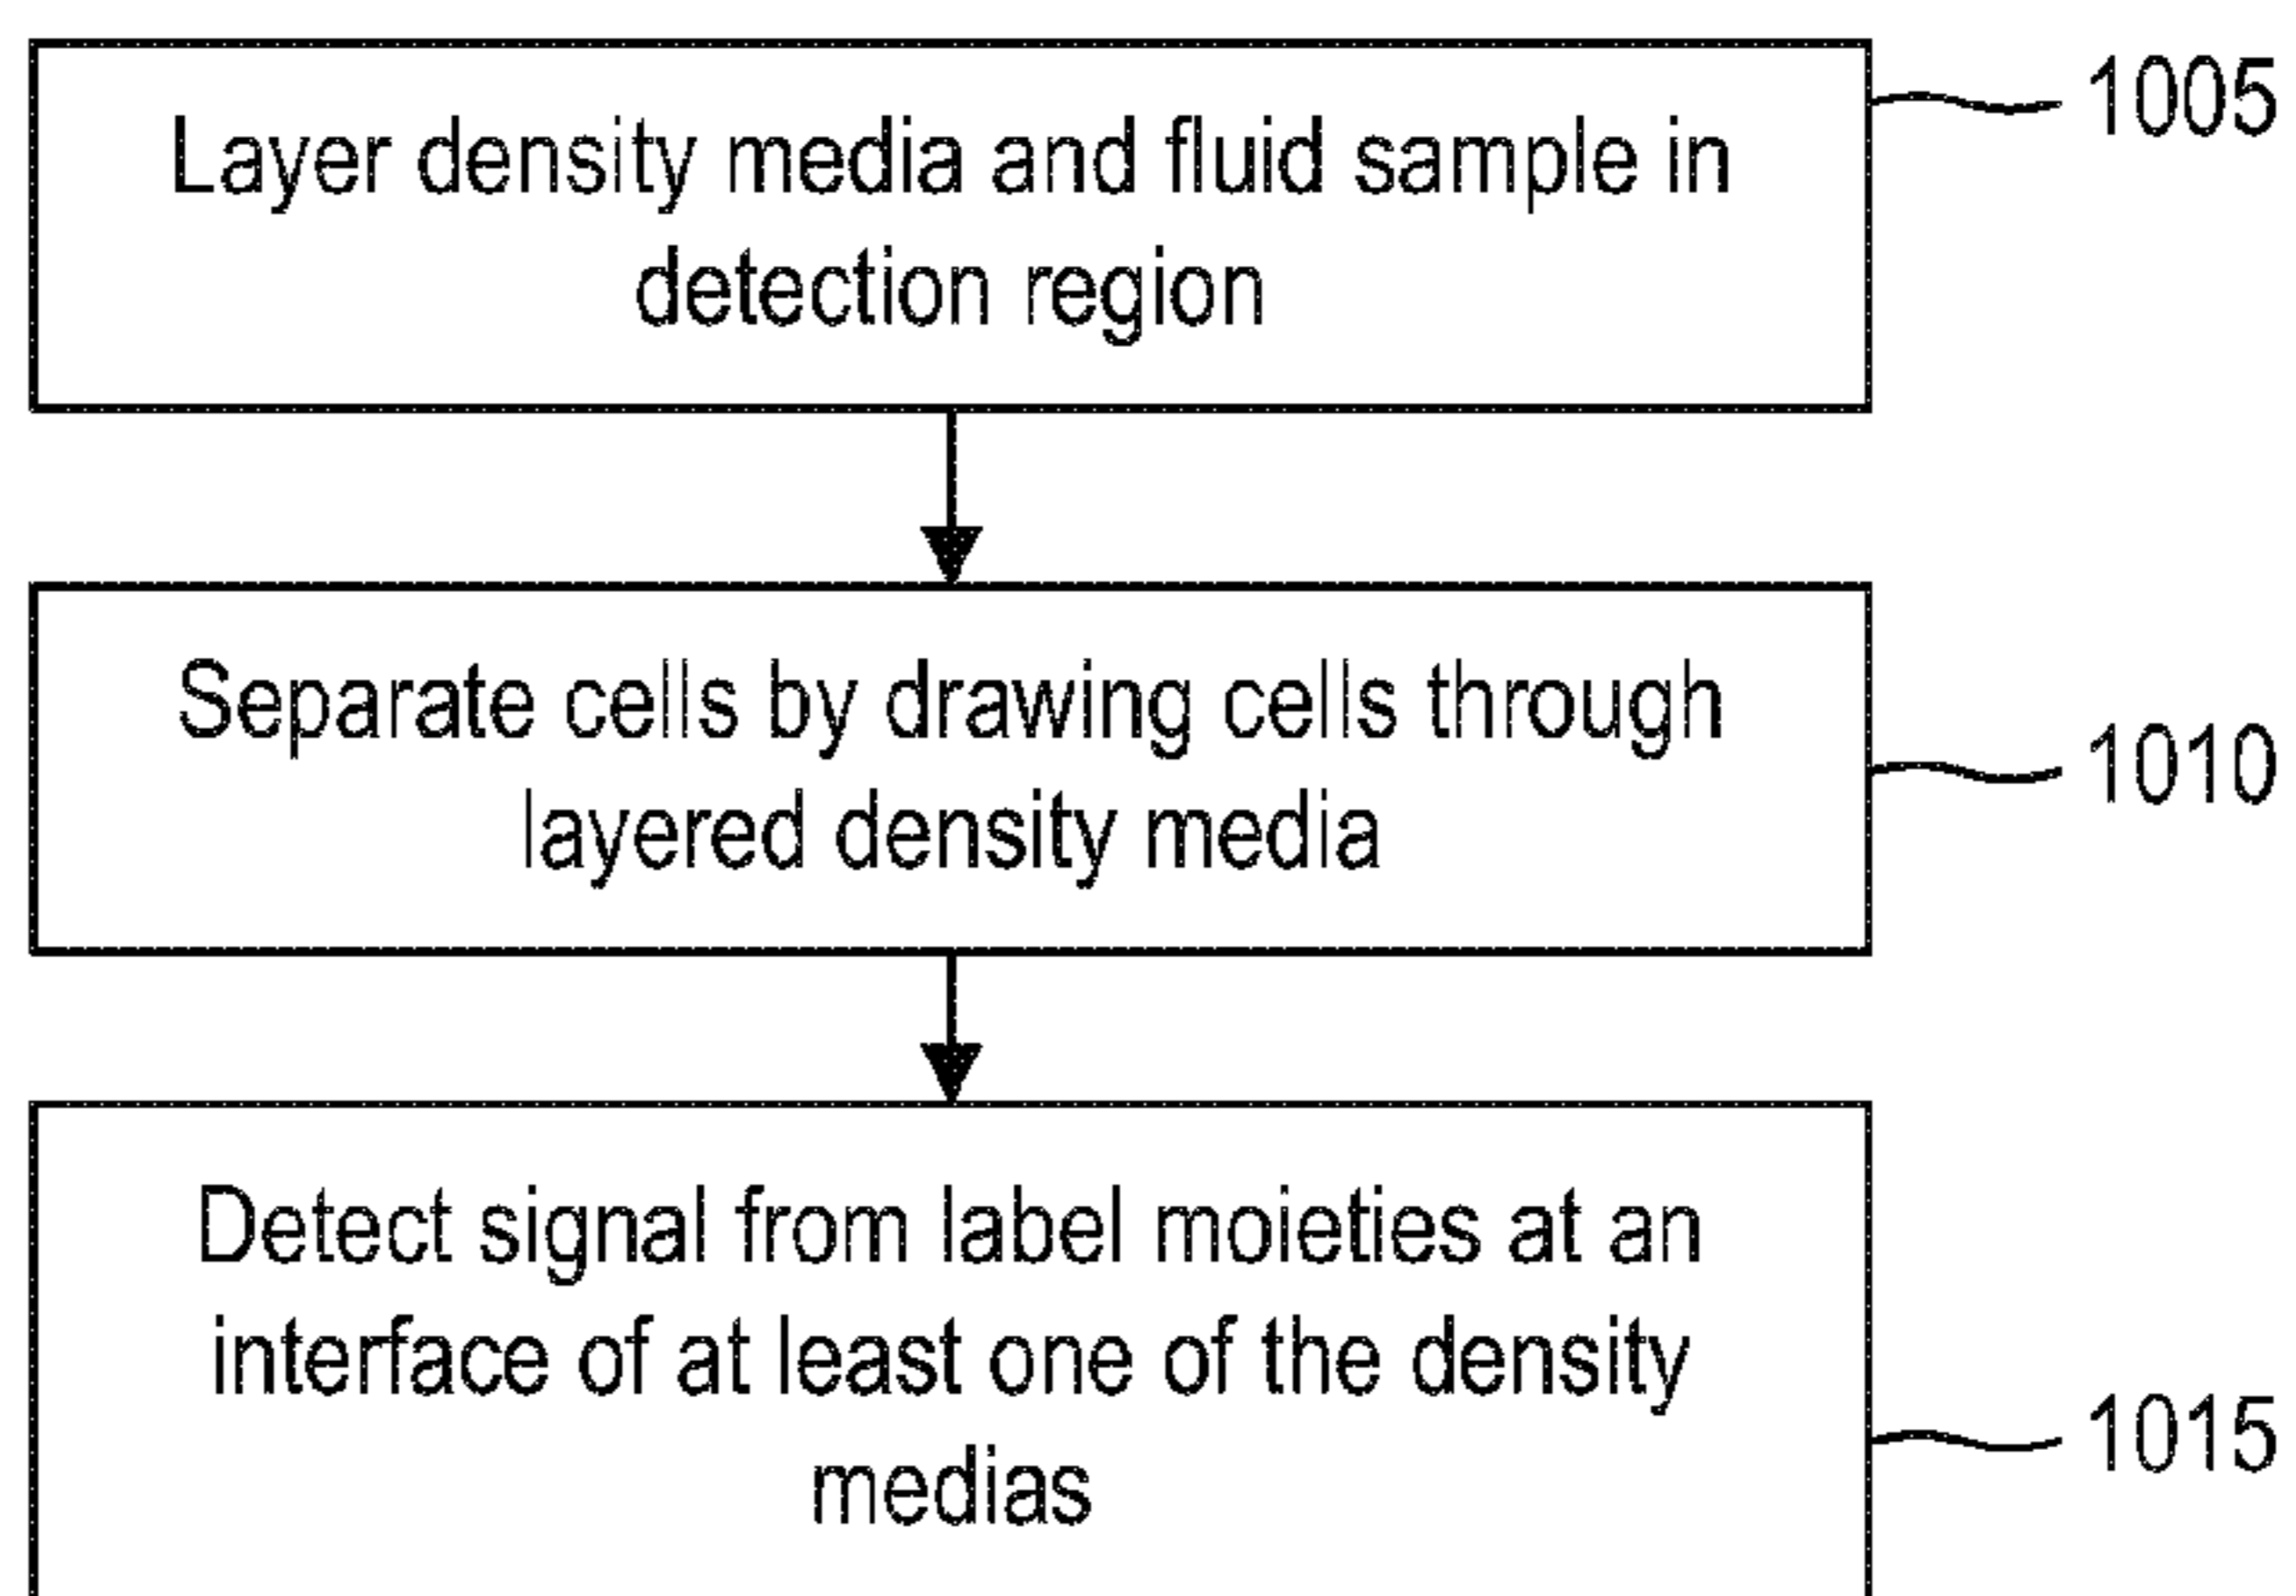 Layer density media and fluid sample in
detection region
1005
Separate cells by drawing cells through
layered density media
1010
Detect signal from label moieties at an
interface of at least one of the density
medias
1015